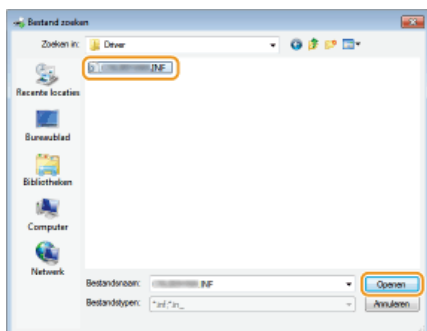 Bestand zoeken
Zoeken in: Driver
.INF
Recente locaties
Bureaublad
Bibliotheken
Computer
Netwerk
Bestandsnaam: .INF Openen
Bestandstypen: *.inf;*.in_ Annuleren